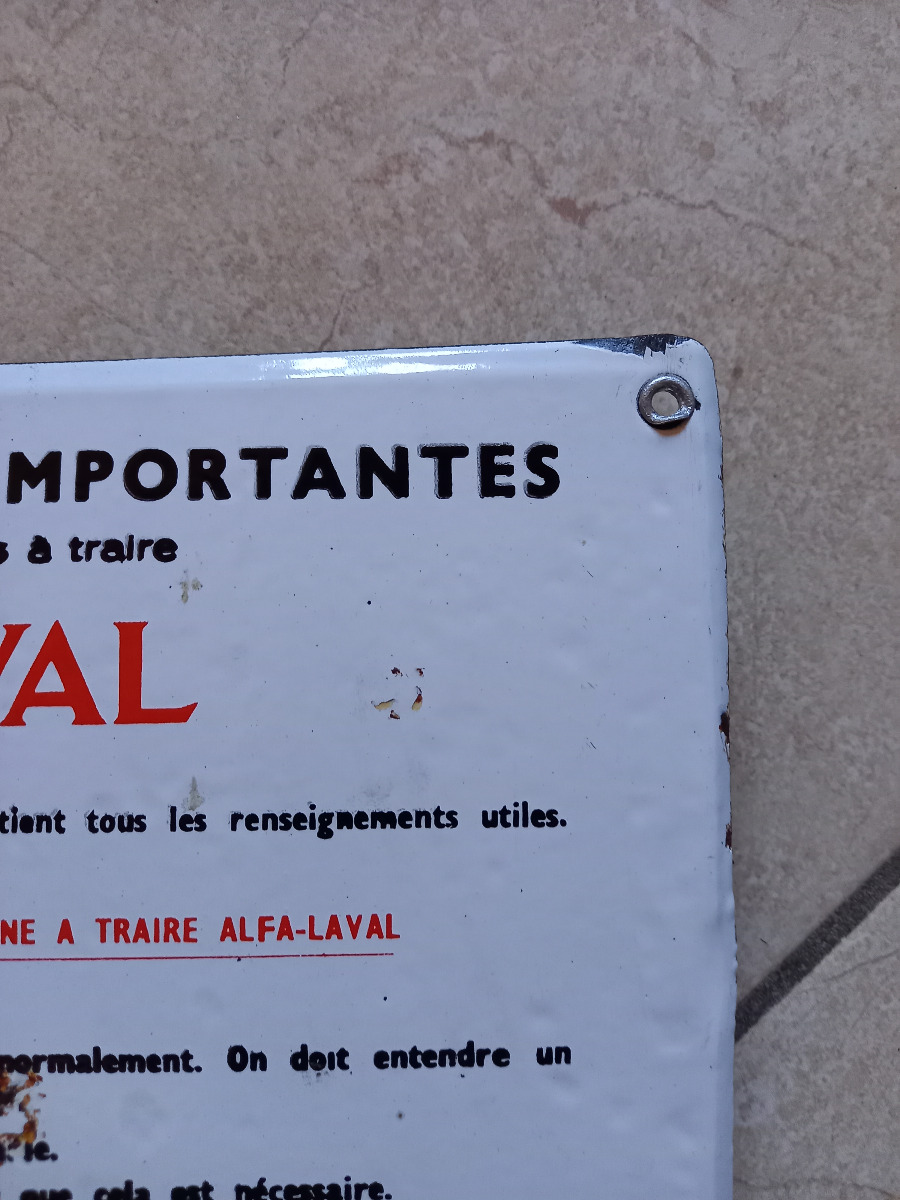 IMPORTANTES
s à traire
VAL
tient tous les renseignements utiles.
NE A TRAIRE ALFA-LAVAL
normalement. On doit entendre un
le.
que cela est nécessaire.